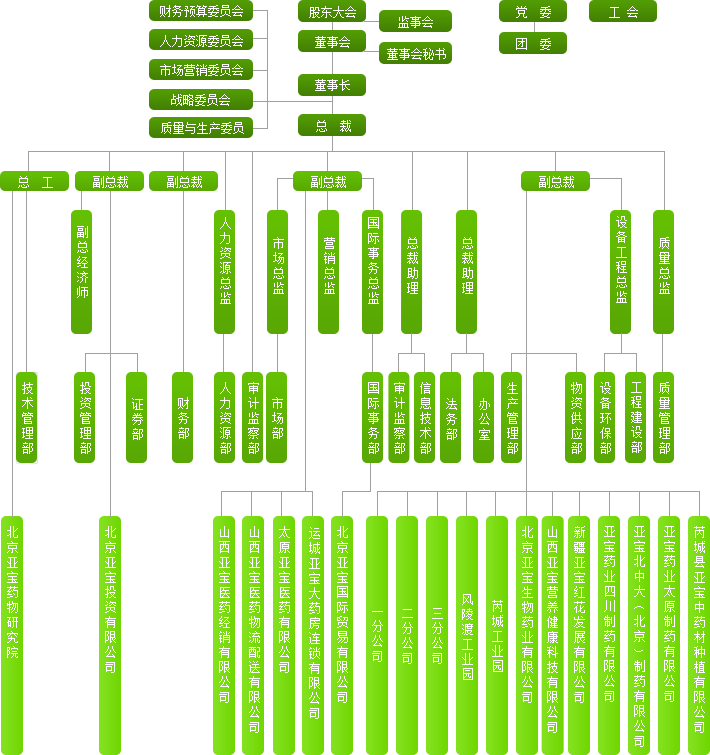 财务预算委员会
股东大会
党 委
工 会
监事会
人力资源委员会
董事会
团 委
董事会秘书
市场营销委员会
董事长
战略委员会
质量与生产委员
总 裁
总 工
副总裁
副总裁
副总裁
副总裁
副总经济师
人力资源总监
市场总监
营销总监
国际事务总监
总裁助理
总裁助理
设备工程总监
质量总监
技术管理部
投资管理部
证券部
财务部
人力资源部
审计监察部
市场部
国际事务部
审计监察部
信息技术部
法务部
办公室
生产管理部
物资供应部
设备环保部
工程建设部
质量管理部
北京亚宝药物研究院
北京亚宝投资有限公司
山西亚宝医药经销有限公司
山西亚宝医药物流配送有限公司
太原亚宝医药有限公司
运城亚宝大药房连锁有限公司
北京亚宝国际贸易有限公司
一分公司
二分公司
三分公司
风陵渡工业园
芮城工业园
北京亚宝生物药业有限公司
山西亚宝营养健康科技有限公司
新疆亚宝红花发展有限公司
亚宝药业四川制药有限公司
亚宝北中大（北京）制药有限公司
亚宝药业太原制药有限公司
芮城县亚宝中药材种植有限公司